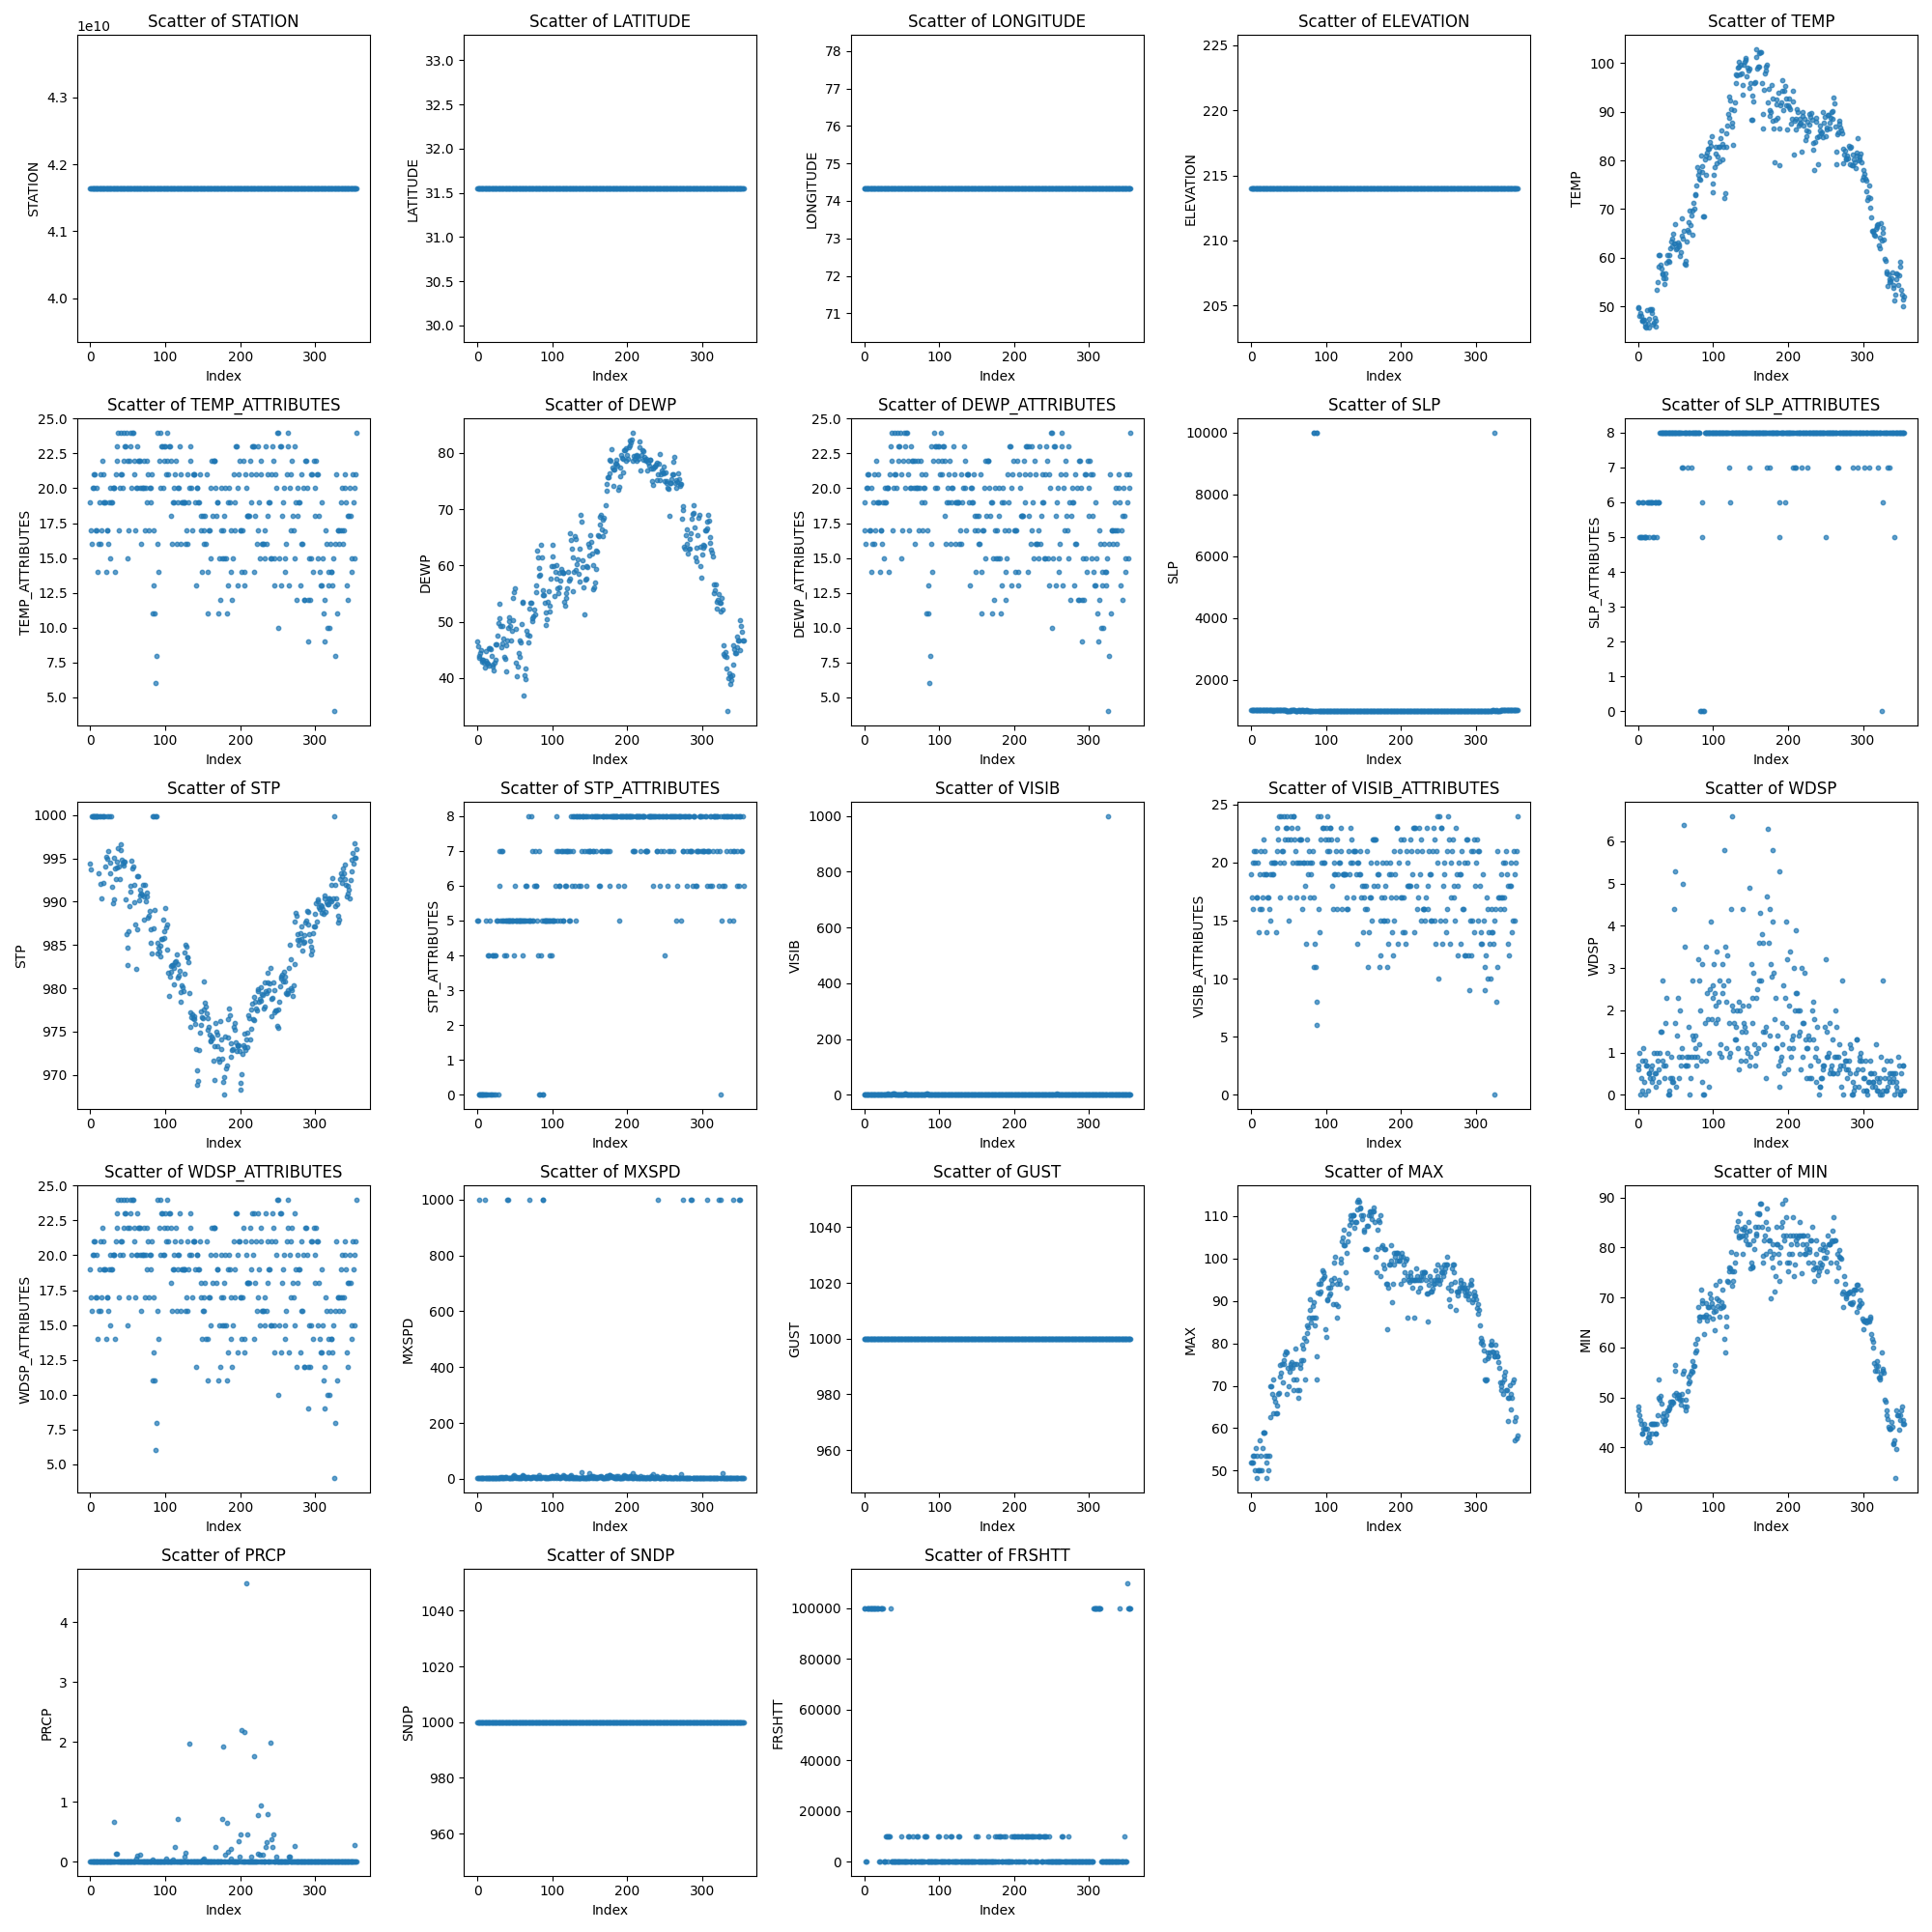 Scatter of STATION
1e10
4.3
4.2
4.1
4.0
STATION
0 100 200 300
Index
Scatter of LATITUDE
33.0
32.5
32.0
31.5
31.0
30.5
30.0
LATITUDE
0 100 200 300
Index
Scatter of LONGITUDE
78
77
76
75
74
73
72
71
LONGITUDE
0 100 200 300
Index
Scatter of ELEVATION
225
220
215
210
205
ELEVATION
0 100 200 300
Index
Scatter of TEMP
100
90
80
70
60
50
TEMP
0 100 200 300
Index
Scatter of TEMP_ATTRIBUTES
25.0
22.5
20.0
17.5
15.0
12.5
10.0
7.5
5.0
TEMP_ATTRIBUTES
0 100 200 300
Index
Scatter of DEWP
80
70
60
50
40
DEWP
0 100 200 300
Index
Scatter of DEWP_ATTRIBUTES
25.0
22.5
20.0
17.5
15.0
12.5
10.0
7.5
5.0
DEWP_ATTRIBUTES
0 100 200 300
Index
Scatter of SLP
10000
8000
6000
4000
2000
SLP
0 100 200 300
Index
Scatter of SLP_ATTRIBUTES
8
7
6
5
4
3
2
1
0
SLP_ATTRIBUTES
0 100 200 300
Index
Scatter of STP
1000
995
990
985
980
975
970
STP
0 100 200 300
Index
Scatter of STP_ATTRIBUTES
8
7
6
5
4
3
2
1
0
STP_ATTRIBUTES
0 100 200 300
Index
Scatter of VISIB
1000
800
600
400
200
0
VISIB
0 100 200 300
Index
Scatter of VISIB_ATTRIBUTES
25
20
15
10
5
0
VISIB_ATTRIBUTES
0 100 200 300
Index
Scatter of WDSP
6
5
4
3
2
1
0
WDSP
0 100 200 300
Index
Scatter of WDSP_ATTRIBUTES
25.0
22.5
20.0
17.5
15.0
12.5
10.0
7.5
5.0
WDSP_ATTRIBUTES
0 100 200 300
Index
Scatter of MXSPD
1000
800
600
400
200
0
MXSPD
0 100 200 300
Index
Scatter of GUST
1040
1020
1000
980
960
GUST
0 100 200 300
Index
Scatter of MAX
110
100
90
80
70
60
50
MAX
0 100 200 300
Index
Scatter of MIN
90
80
70
60
50
40
MIN
0 100 200 300
Index
Scatter of PRCP
4
3
2
1
0
PRCP
0 100 200 300
Index
Scatter of SNDP
1040
1020
1000
980
960
SNDP
0 100 200 300
Index
Scatter of FRSHTT
100000
80000
60000
40000
20000
0
FRSHTT
0 100 200 300
Index